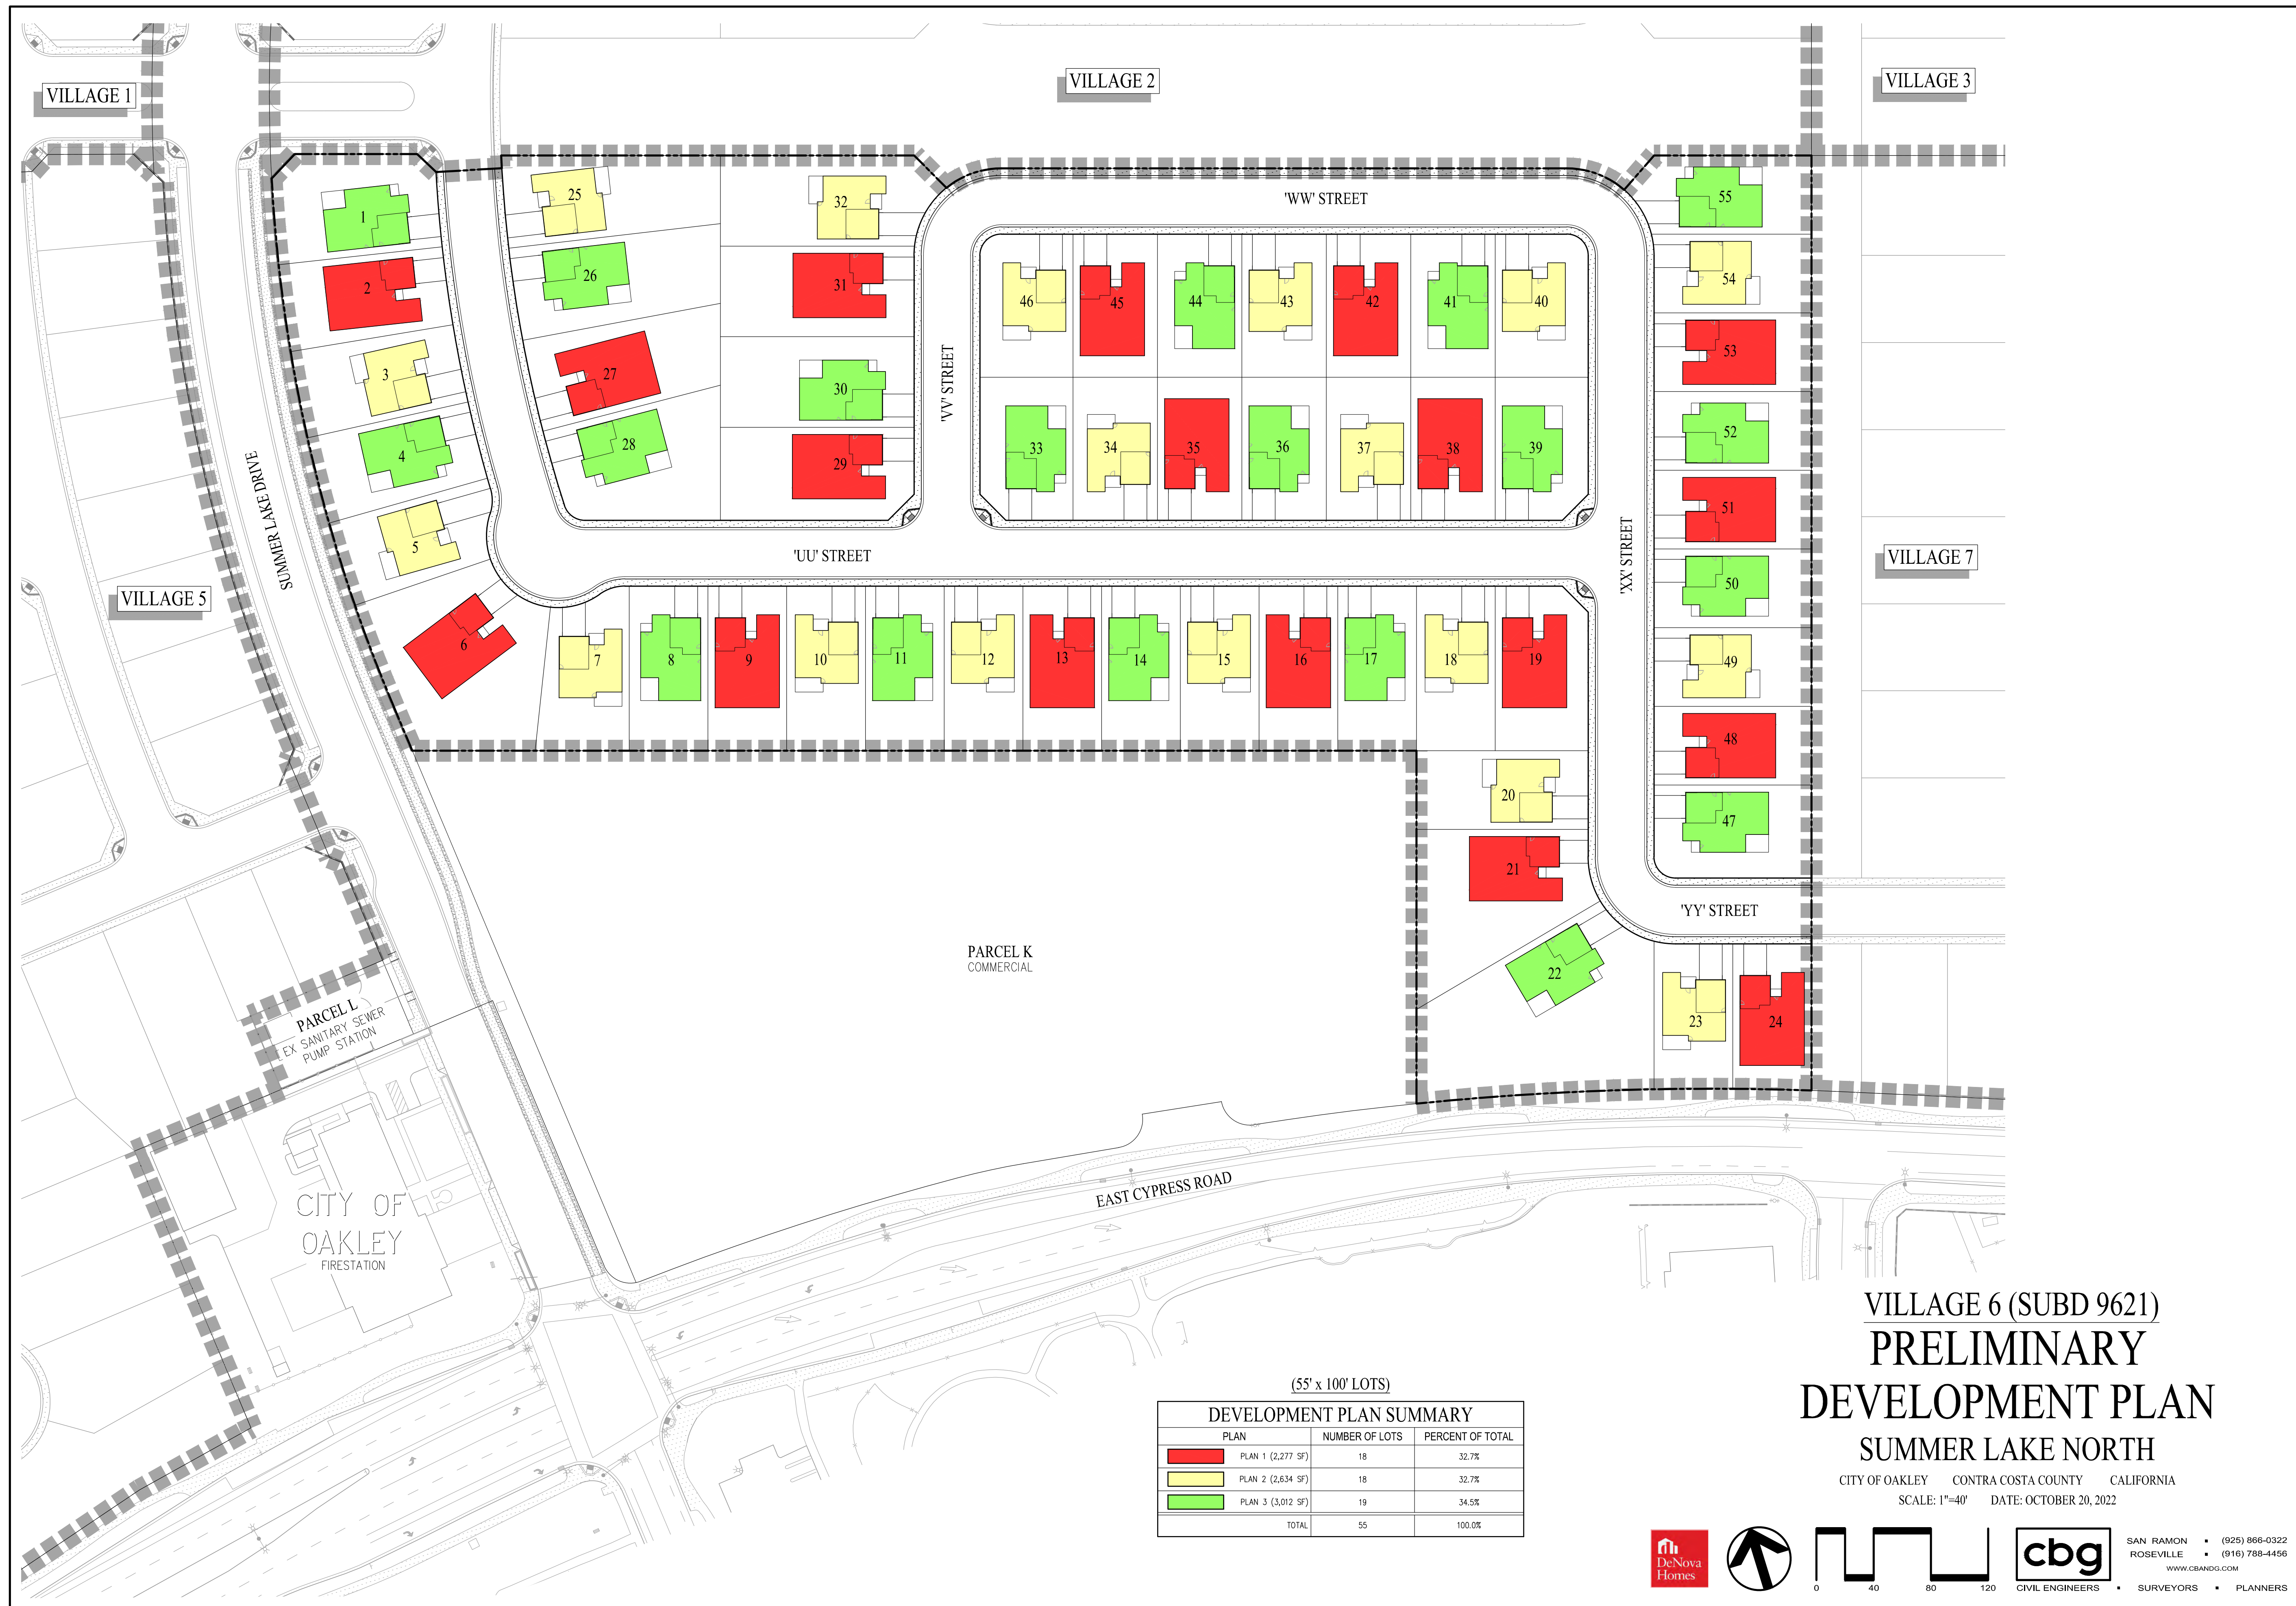 VILLAGE 1
VILLAGE 2
VILLAGE 3
VILLAGE 5
VILLAGE 7
SUMMER LAKE DRIVE
'WW' STREET
'VV' STREET
'UU' STREET
'XX' STREET
'YY' STREET
1
2
3
4
5
6
7
8
9
10
11
12
13
14
15
16
17
18
19
20
21
22
23
24
25
26
27
28
29
30
31
32
33
34
35
36
37
38
39
40
41
42
43
44
45
46
47
48
49
50
51
52
53
54
55
PARCEL K
COMMERCIAL
PARCEL L
EX SANITARY SEWER
PUMP STATION
CITY OF
OAKLEY
FIRESTATION
EAST CYPRESS ROAD
(55' x 100' LOTS)
DEVELOPMENT PLAN SUMMARY
PLAN NUMBER OF LOTS PERCENT OF TOTAL
PLAN 1 (2,277 SF) 18 32.7%
PLAN 2 (2,634 SF) 18 32.7%
PLAN 3 (3,012 SF) 19 34.5%
TOTAL 55 100.0%
VILLAGE 6 (SUBD 9621)
PRELIMINARY
DEVELOPMENT PLAN
SUMMER LAKE NORTH
CITY OF OAKLEY CONTRA COSTA COUNTY CALIFORNIA
SCALE: 1"=40' DATE: OCTOBER 20, 2022
DeNova
Homes
0 40 80 120
cbg
CIVIL ENGINEERS ▪ SURVEYORS ▪ PLANNERS
SAN RAMON ▪ (925) 866-0322
ROSEVILLE ▪ (916) 788-4456
WWW.CBANDG.COM